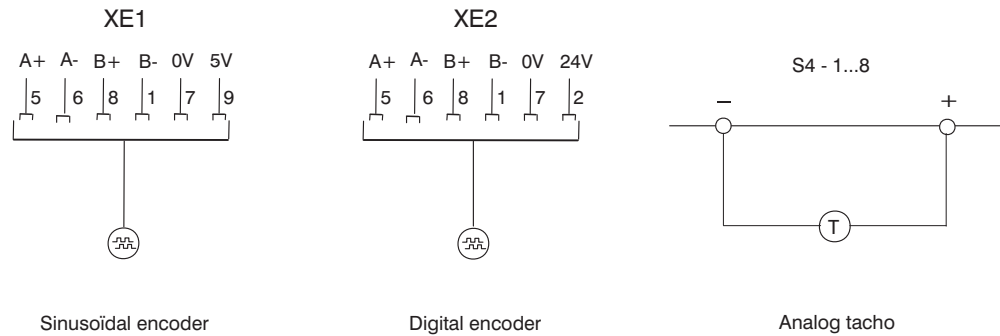 XE1
XE2
A+ A- B+ B- 0V 5V
A+ A- B+ B- 0V 24V
S4 - 1...8
5 6 8 1 7 9
5 6 8 1 7 2
– +
T
Sinusoïdal encoder
Digital encoder
Analog tacho